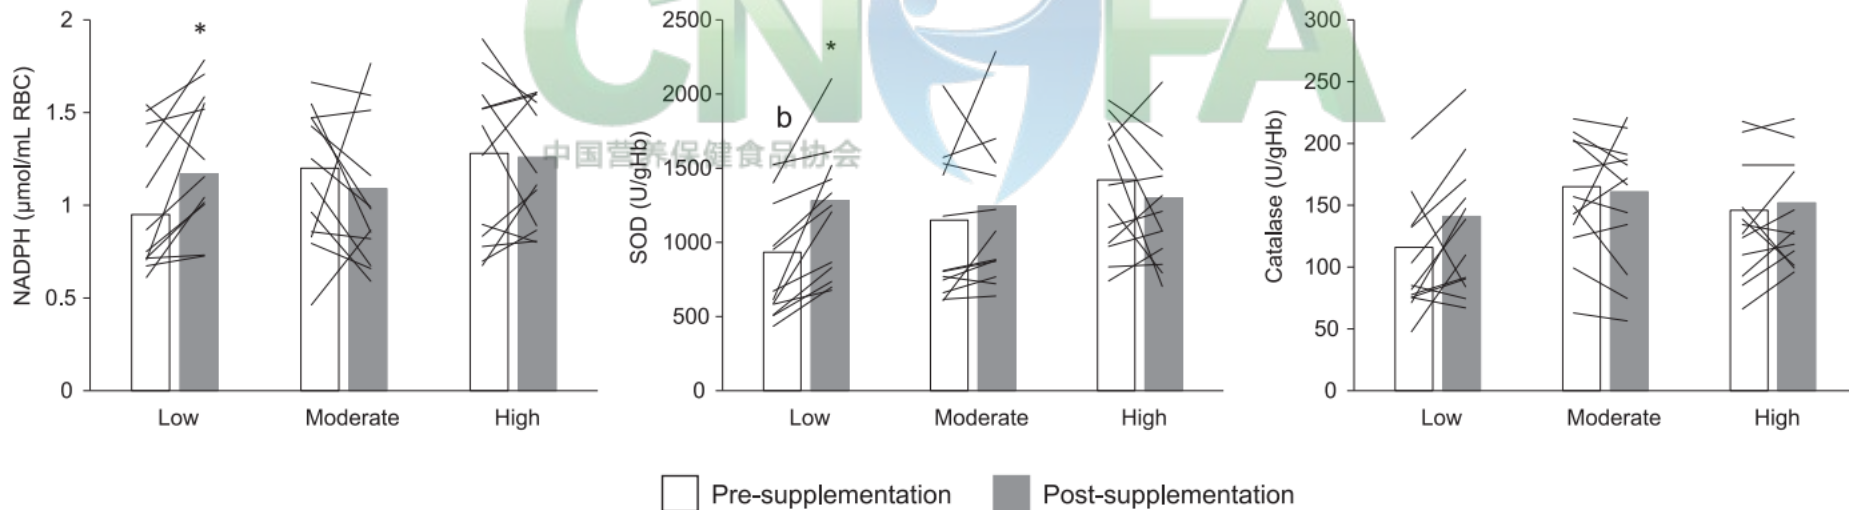 CNFA
中国营养保健食品协会
NADPH (μmol/mL RBC)
2
1.5
1
0.5
0
*
Low
Moderate
High
SOD (U/gHb)
2500
2000
1500
1000
500
0
b
*
Low
Moderate
High
Catalase (U/gHb)
300
250
200
150
100
50
0
Low
Moderate
High
Pre-supplementation
Post-supplementation